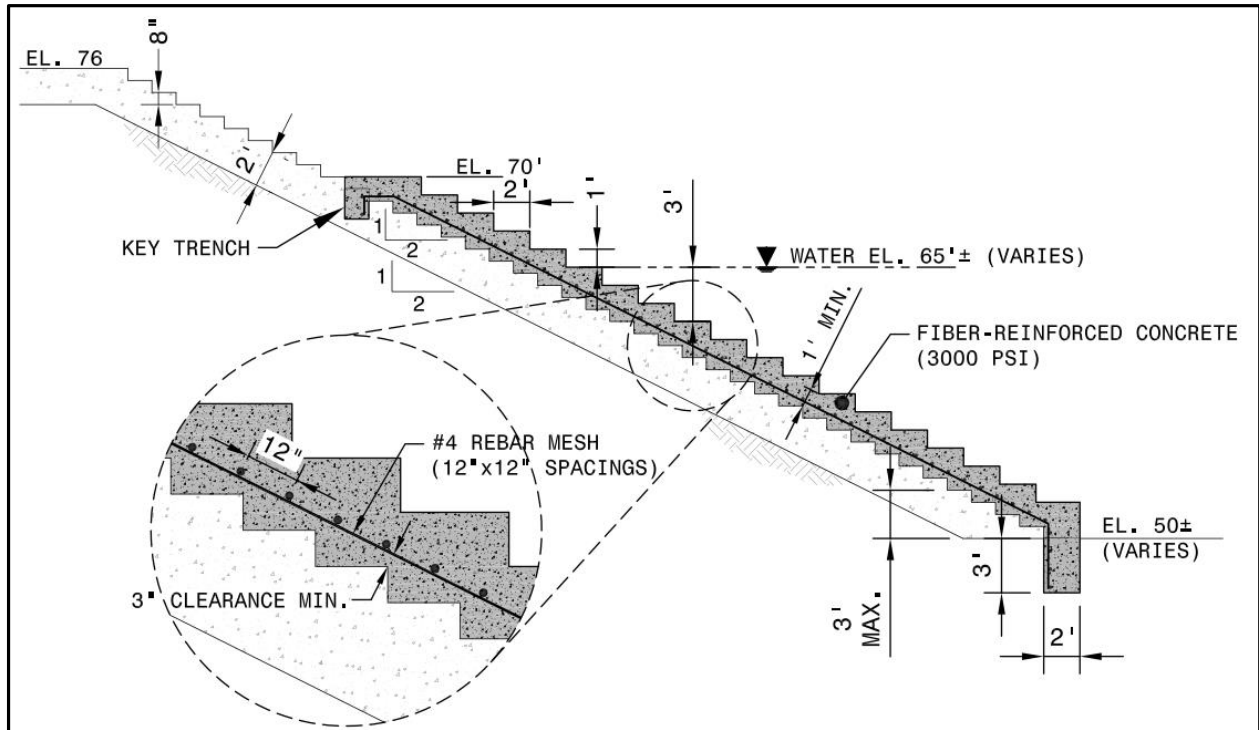 8"
EL. 76
2'
EL. 70'
2'
1'
3'
KEY TRENCH
1
2
1
2
WATER EL. 65'± (VARIES)
1' MIN.
FIBER-REINFORCED CONCRETE
(3000 PSI)
12"
#4 REBAR MESH
(12"x12" SPACINGS)
3" CLEARANCE MIN.
3'
MAX.
3'
EL. 50±
(VARIES)
2'